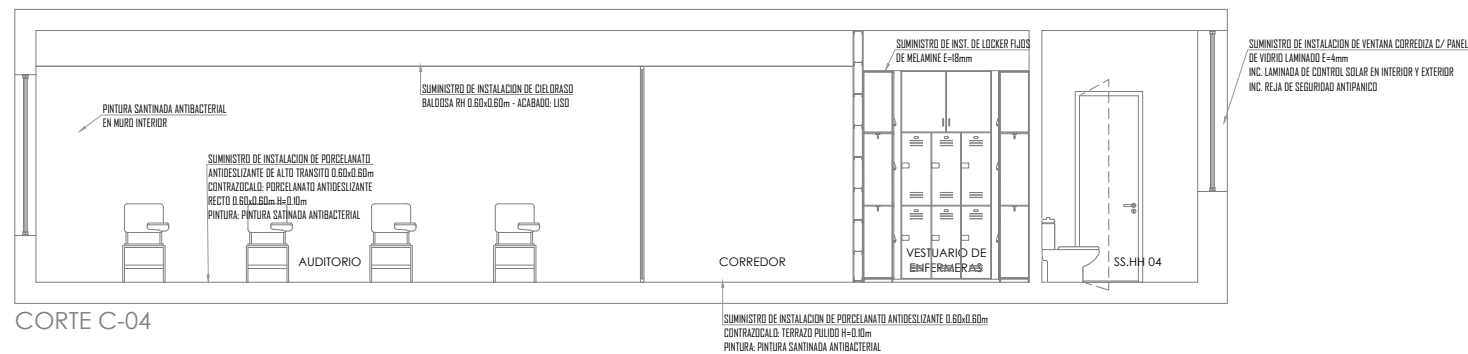 SUMINISTRO DE INST. DE LOCKER FIJOS
DE MELAMINE E=18mm
SUMINISTRO DE INSTALACION DE VENTANA CORREDIZA C/ PANEL
DE VIDRIO LAMINADO E=4mm
INC. LAMINADA DE CONTROL SOLAR EN INTERIOR Y EXTERIOR
INC. REJA DE SEGURIDAD ANTIPANICO
SUMINISTRO DE INSTALACION DE CIELORASO
BALDOSA RH 0.60x0.60m - ACABADO: LISO
PINTURA SANTINADA ANTIBACTERIAL
EN MURO INTERIOR
SUMINISTRO DE INSTALACION DE PORCELANATO
ANTIDESLIZANTE DE ALTO TRANSITO 0.60x0.60m
CONTRAZOCALO: PORCELANATO ANTIDESLIZANTE
RECTO 0.60x0.60m H=0.10m
PINTURA: PINTURA SATINADA ANTIBACTERIAL
AUDITORIO
CORREDOR
VESTUARIO DE
ENFERMERAS
SS.HH 04
CORTE C-04
SUMINISTRO DE INSTALACION DE PORCELANATO ANTIDESLIZANTE 0.60x0.60m
CONTRAZOCALO: TERRAZO PULIDO H=0.10m
PINTURA: PINTURA SANTINADA ANTIBACTERIAL